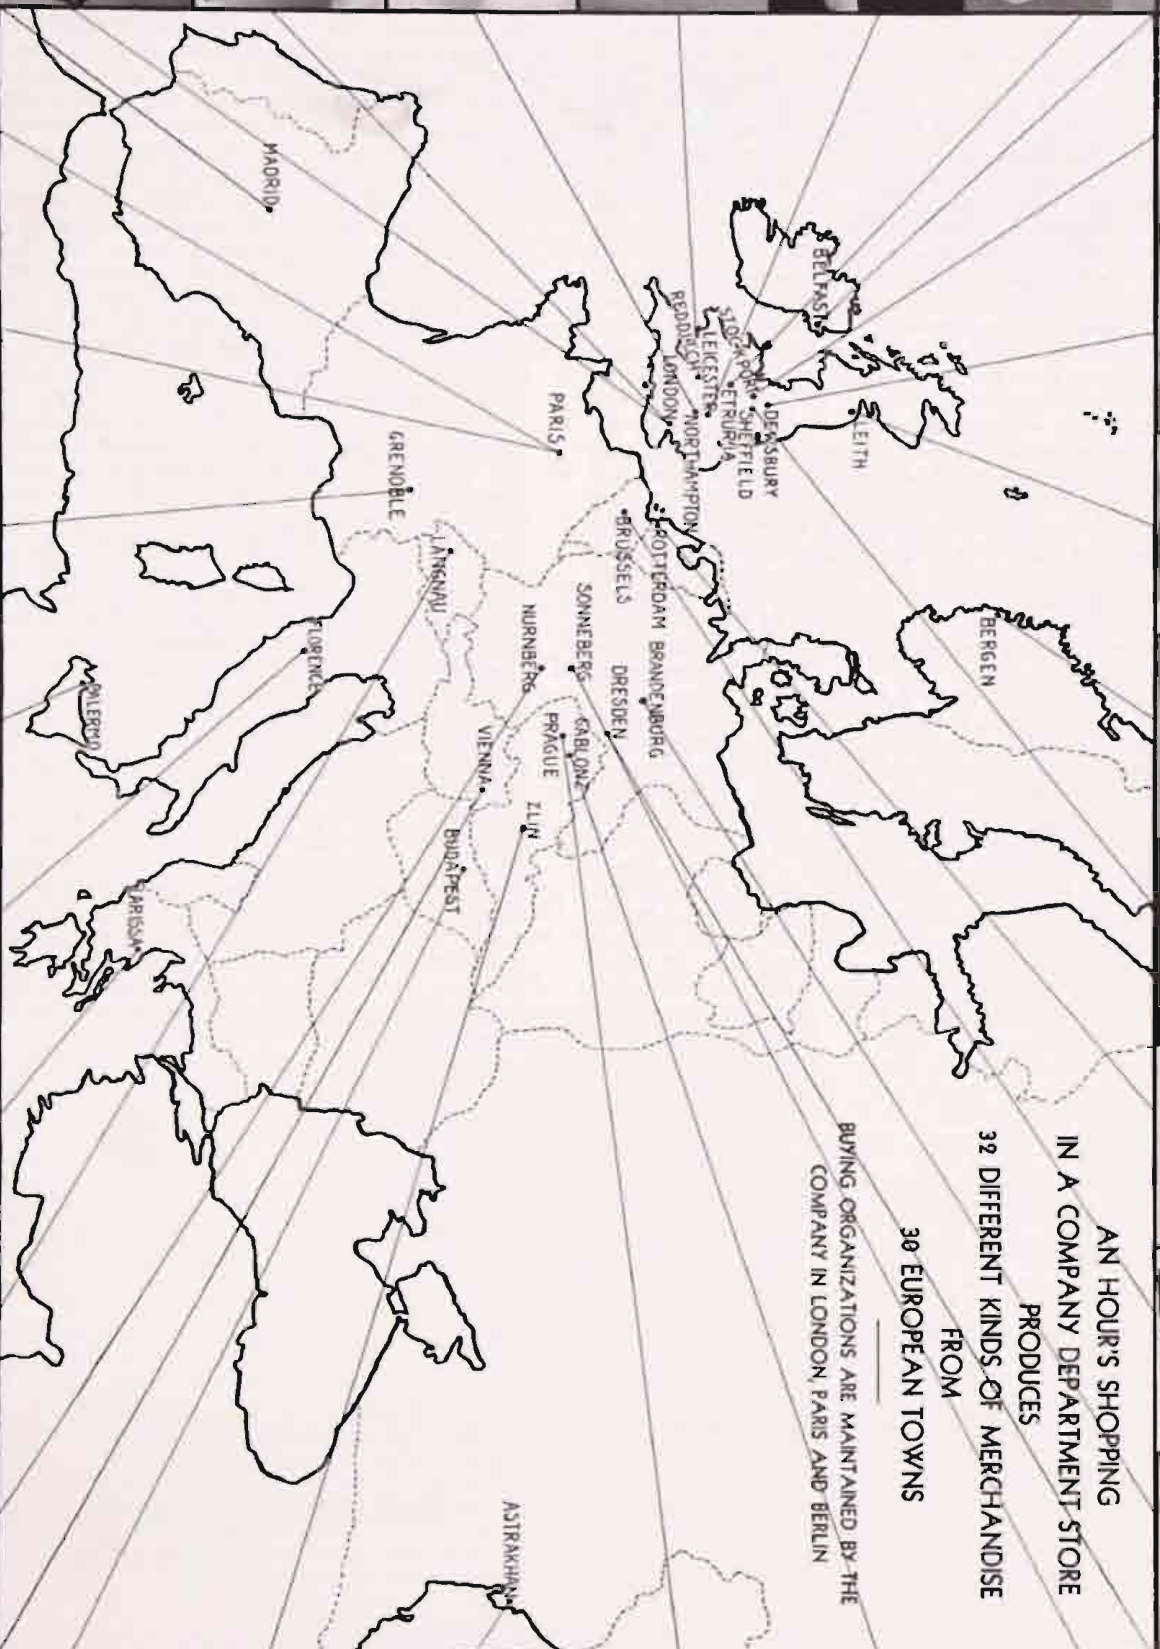 AN HOUR'S SHOPPING
IN A COMPANY DEPARTMENT STORE
PRODUCES
32 DIFFERENT KINDS OF MERCHANDISE
FROM
30 EUROPEAN TOWNS
BUYING ORGANIZATIONS ARE MAINTAINED BY THE
COMPANY IN LONDON, PARIS AND BERLIN
BERGEN
LEITH
BELFAST
DEWSBURY
SHEFFIELD
STOCKPORT
ETRURIA
LEICESTER
NORTHAMPTON
REDDITCH
LONDON
ROTTERDAM
BRANDENBURG
BRUSSELS
DRESDEN
SONNEBERG
GABLONZ
PARIS
PRAGUE
NURNBERG
ZLIN
ASTRAKHAN
VIENNA
BUDAPEST
LANGNAU
GRENOBLE
FLORENCE
MADRID
LARISSA
PALERMO